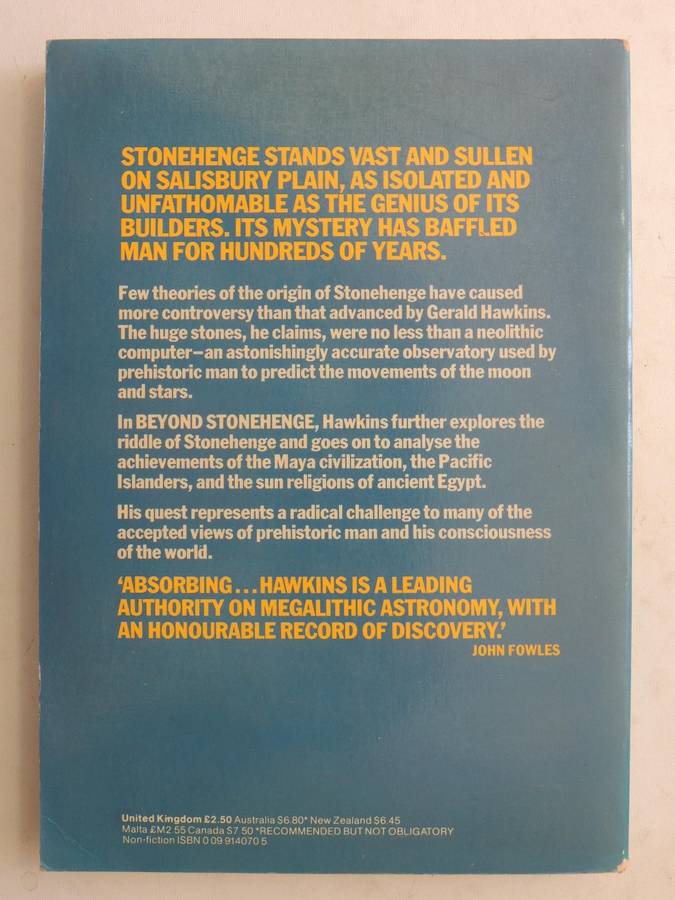 STONEHENGE STANDS VAST AND SULLEN
ON SALISBURY PLAIN, AS ISOLATED AND
UNFATHOMABLE AS THE GENIUS OF ITS
BUILDERS. ITS MYSTERY HAS BAFFLED
MAN FOR HUNDREDS OF YEARS.
Few theories of the origin of Stonehenge have caused
more controversy than that advanced by Gerald Hawkins.
The huge stones, he claims, were no less than a neolithic
computer—an astonishingly accurate observatory used by
prehistoric man to predict the movements of the moon
and stars.
In BEYOND STONEHENGE, Hawkins further explores the
riddle of Stonehenge and goes on to analyse the
achievements of the Maya civilization, the Pacific
Islanders, and the sun religions of ancient Egypt.
His quest represents a radical challenge to many of the
accepted views of prehistoric man and his consciousness
of the world.
‘ABSORBING...HAWKINS IS A LEADING
AUTHORITY ON MEGALITHIC ASTRONOMY, WITH
AN HONOURABLE RECORD OF DISCOVERY.’
JOHN FOWLES
United Kingdom £2.50 Australia $6.80* New Zealand $6.45
Malta £M2 55 Canada $7.50 *RECOMMENDED BUT NOT OBLIGATORY
Non-fiction ISBN 0 09 914070 5